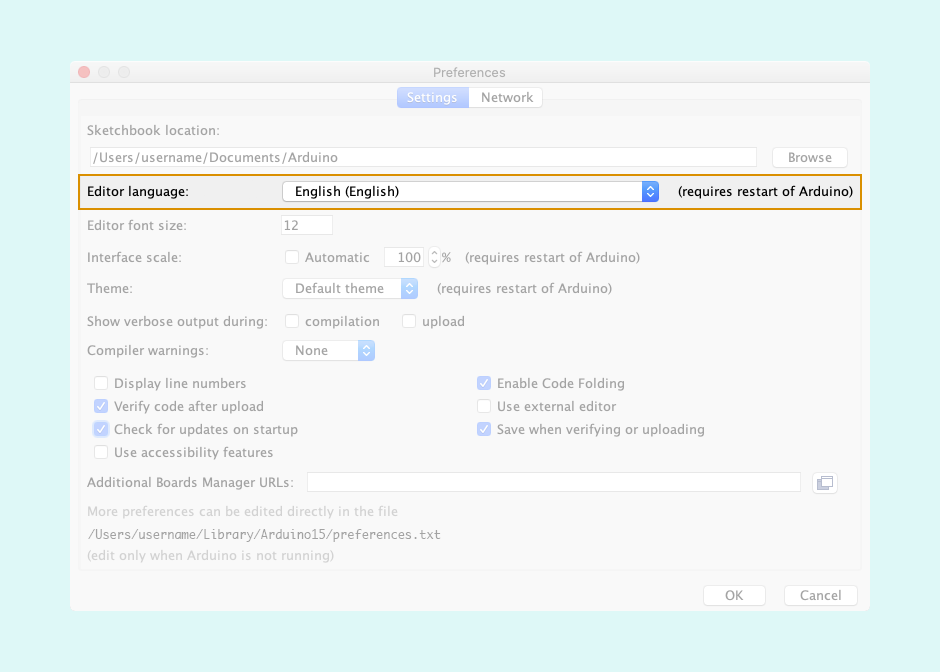 Preferences
Settings Network
Sketchbook location:
/Users/username/Documents/Arduino Browse
Editor language: English (English) (requires restart of Arduino)
Editor font size: 12
Interface scale: Automatic 100 % (requires restart of Arduino)
Theme: Default theme (requires restart of Arduino)
Show verbose output during: compilation upload
Compiler warnings: None
Display line numbers Enable Code Folding
Verify code after upload Use external editor
Check for updates on startup Save when verifying or uploading
Use accessibility features
Additional Boards Manager URLs:
More preferences can be edited directly in the file
/Users/username/Library/Arduino15/preferences.txt
(edit only when Arduino is not running)
OK Cancel